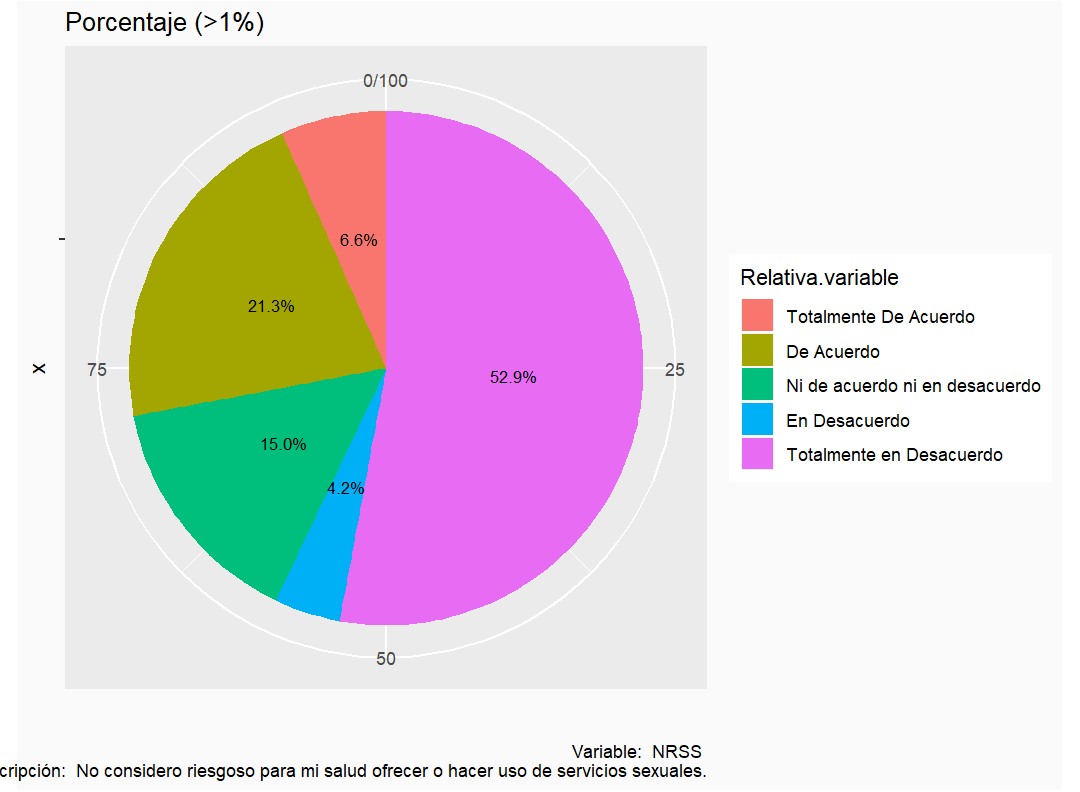 Porcentaje (>1%)
0/100
6.6%
21.3%
52.9%
75
25
x
15.0%
4.2%
50
Relativa.variable
Totalmente De Acuerdo
De Acuerdo
Ni de acuerdo ni en desacuerdo
En Desacuerdo
Totalmente en Desacuerdo
Variable: NRSS
cripción: No considero riesgoso para mi salud ofrecer o hacer uso de servicios sexuales.